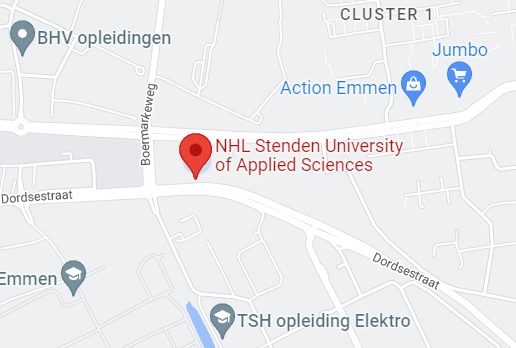 CLUSTER 1
BHV opleidingen
Jumbo
Action Emmen
Boermarkeweg
NHL Stenden University
of Applied Sciences
Dordsestraat
Dordsestraat
Emmen
TSH opleiding Elektro